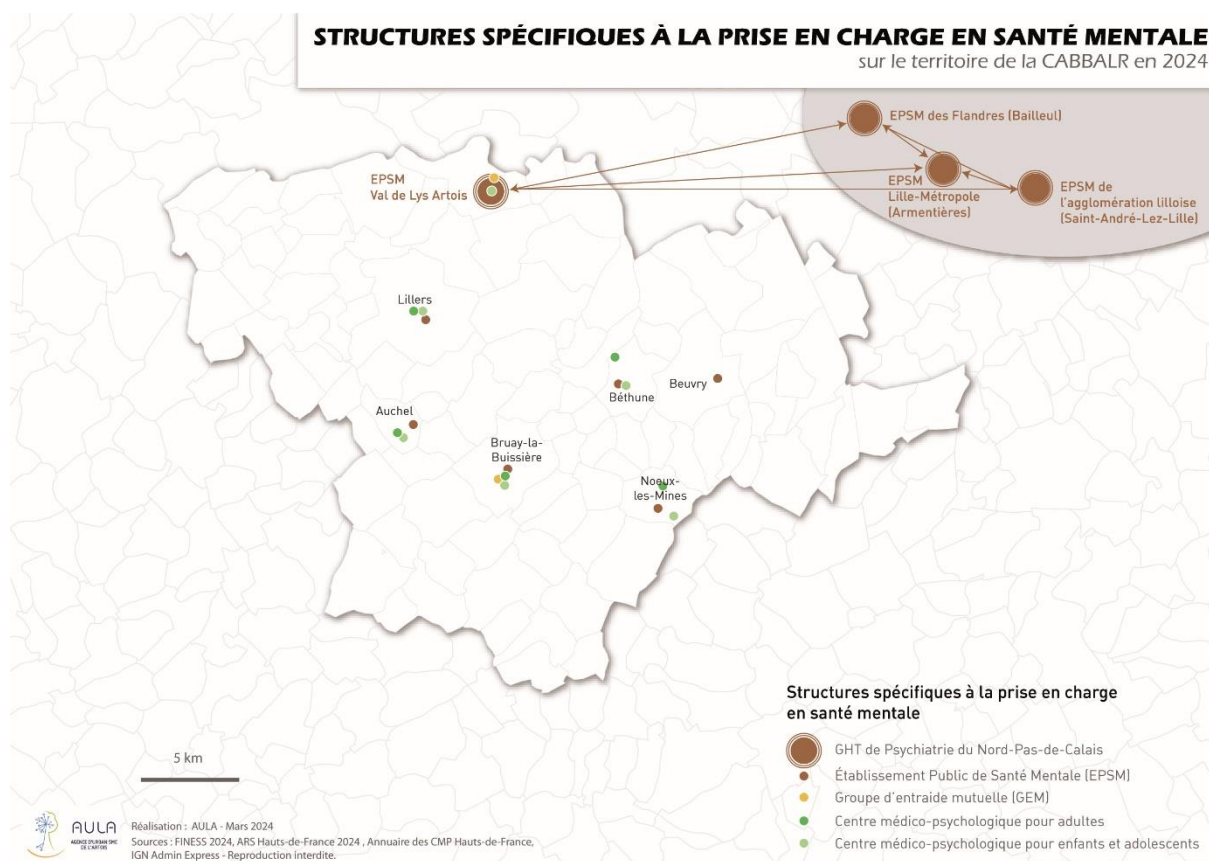 STRUCTURES SPÉCIFIQUES À LA PRISE EN CHARGE EN SANTÉ MENTALE
sur le territoire de la CABBALR en 2024
EPSM des Flandres (Bailleul)
EPSM
Val de Lys Artois
EPSM
Lille-Métropole
(Armentières)
EPSM de
l'agglomération lilloise
(Saint-André-Lez-Lille)
Lillers
Beuvry
Béthune
Auchel
Bruay-la-
Buissière
Noeux-
les-Mines
Structures spécifiques à la prise en charge
en santé mentale
GHT de Psychiatrie du Nord-Pas-de-Calais
Établissement Public de Santé Mentale (EPSM)
Groupe d'entraide mutuelle (GEM)
Centre médico-psychologique pour adultes
Centre médico-psychologique pour enfants et adolescents
5 km
AULA
AGENCE D'URBANISME
DE L'ARTOIS
Réalisation : AULA - Mars 2024
Sources : FINESS 2024, ARS Hauts-de-France 2024 , Annuaire des CMP Hauts-de-France,
IGN Admin Express - Reproduction interdite.